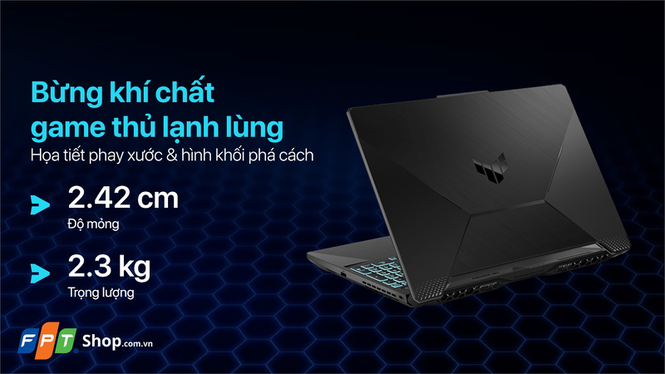 Bừng khí chất
game thủ lạnh lùng
Họa tiết phay xước & hình khối phá cách
2.42 cm
Độ mỏng
2.3 kg
Trọng lượng
FPT Shop.com.vn